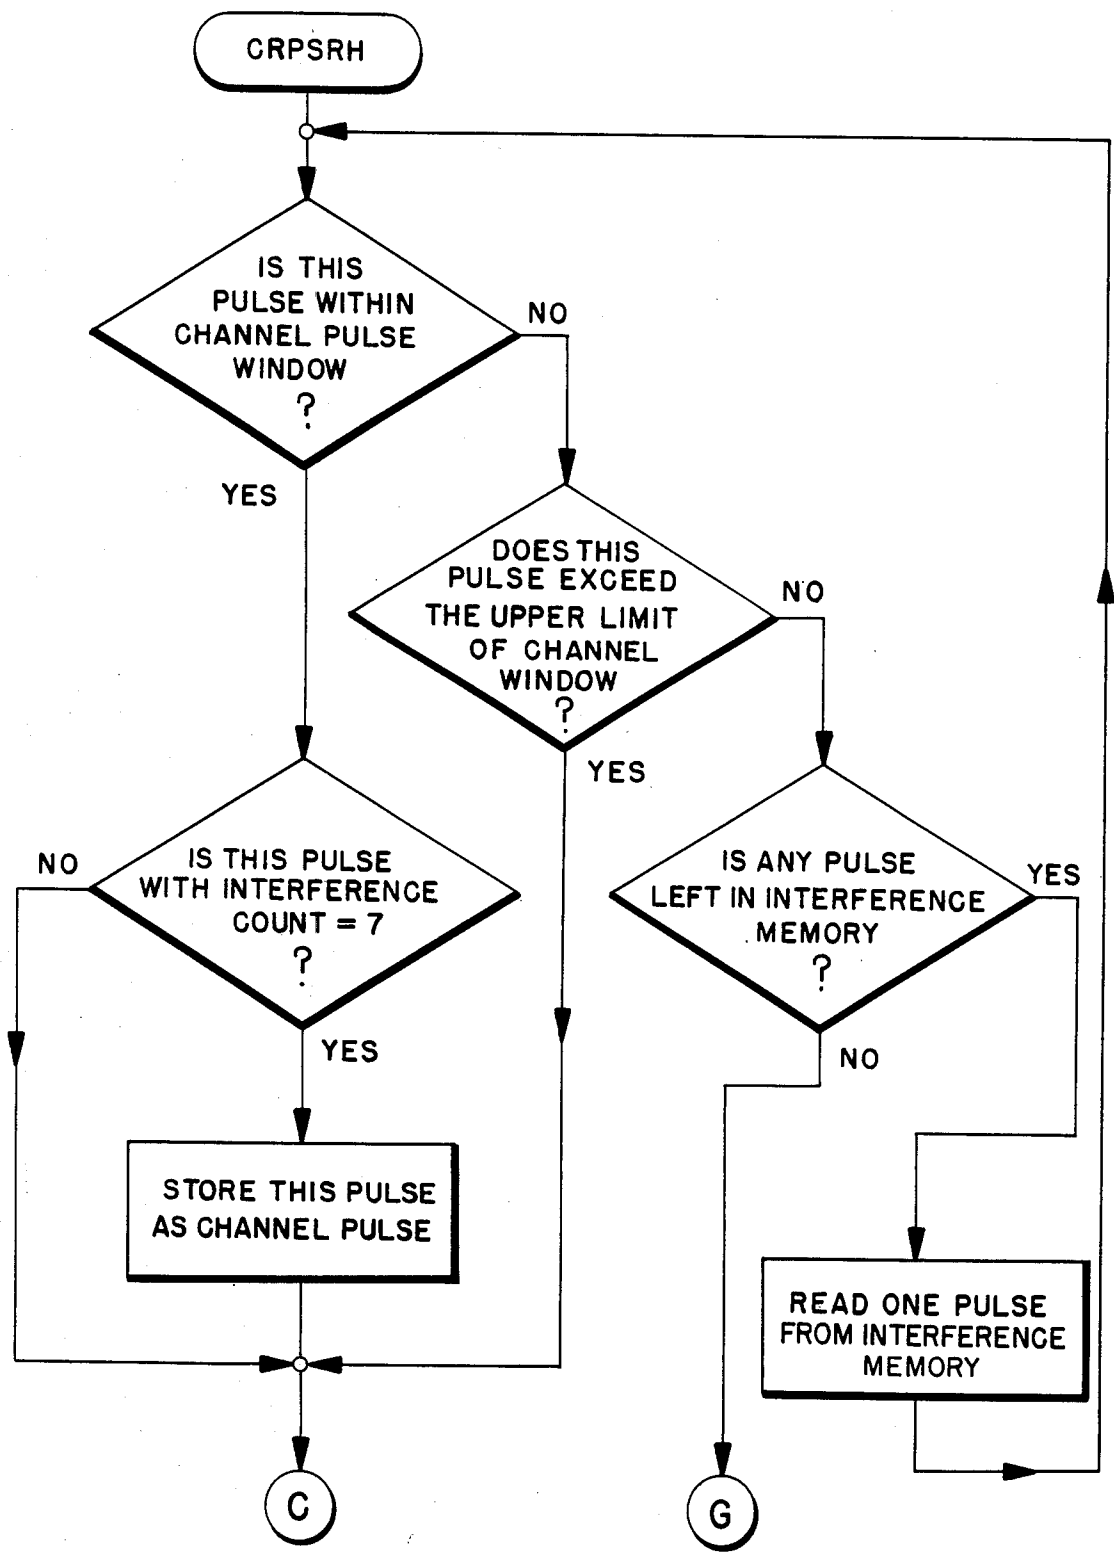 CRPSRH
IS THIS
PULSE WITHIN
CHANNEL PULSE
WINDOW
?
NO
YES
DOES THIS
PULSE EXCEED
THE UPPER LIMIT
OF CHANNEL
WINDOW
?
NO
YES
IS THIS PULSE
WITH INTERFERENCE
COUNT = 7
?
NO
YES
IS ANY PULSE
LEFT IN INTERFERENCE
MEMORY
?
YES
NO
STORE THIS PULSE
AS CHANNEL PULSE
READ ONE PULSE
FROM INTERFERENCE
MEMORY
C
G